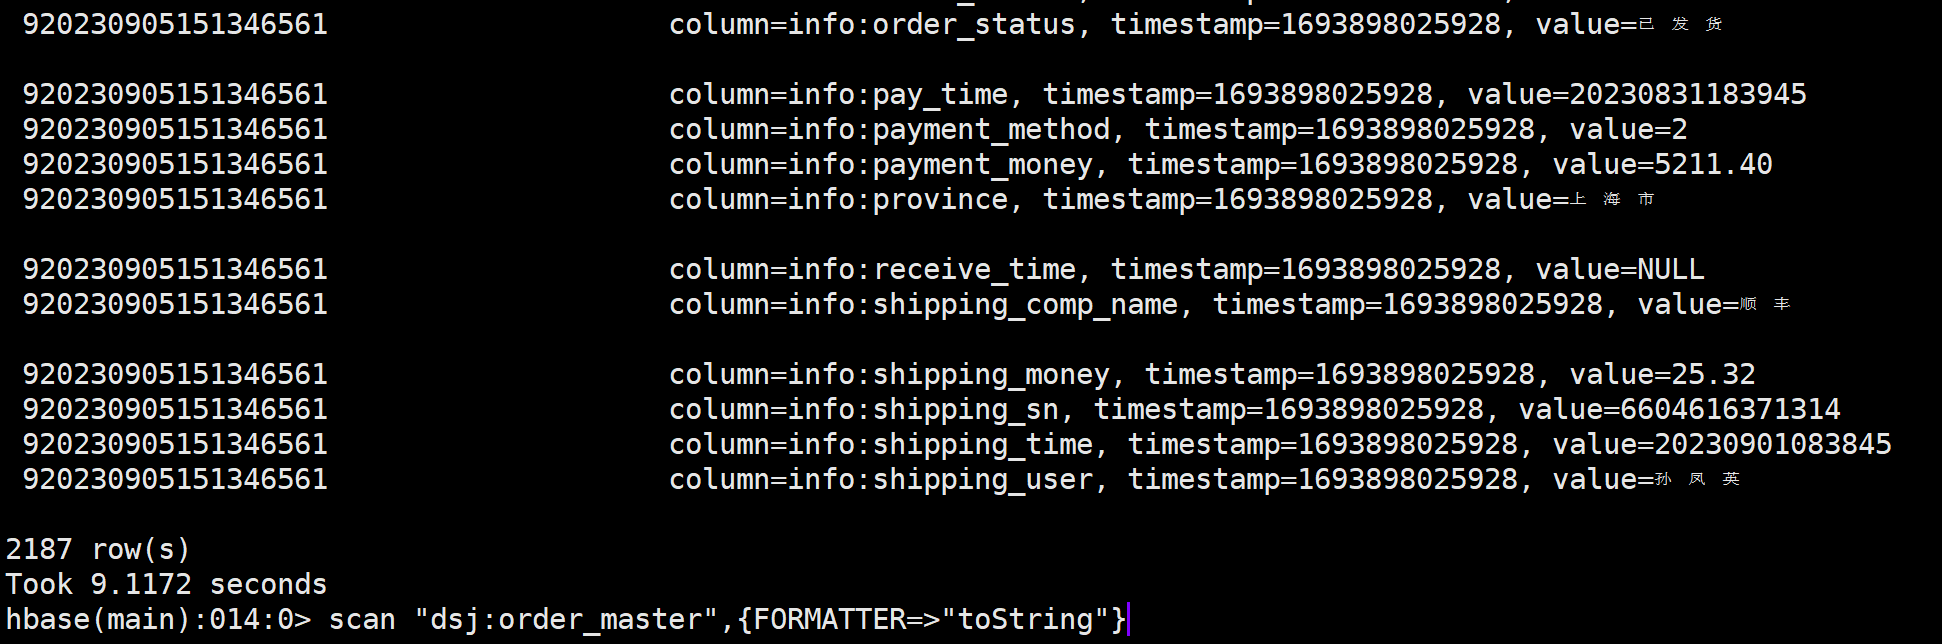 920230905151346561 column=info:order_status, timestamp=1693898025928, value=已发货
920230905151346561 column=info:pay_time, timestamp=1693898025928, value=20230831183945
920230905151346561 column=info:payment_method, timestamp=1693898025928, value=2
920230905151346561 column=info:payment_money, timestamp=1693898025928, value=5211.40
920230905151346561 column=info:province, timestamp=1693898025928, value=上海市
920230905151346561 column=info:receive_time, timestamp=1693898025928, value=NULL
920230905151346561 column=info:shipping_comp_name, timestamp=1693898025928, value=顺丰
920230905151346561 column=info:shipping_money, timestamp=1693898025928, value=25.32
920230905151346561 column=info:shipping_sn, timestamp=1693898025928, value=6604616371314
920230905151346561 column=info:shipping_time, timestamp=1693898025928, value=20230901083845
920230905151346561 column=info:shipping_user, timestamp=1693898025928, value=孙凤英
2187 row(s)
Took 9.1172 seconds
hbase(main):014:0> scan "dsj:order_master",{FORMATTER=>"toString"}